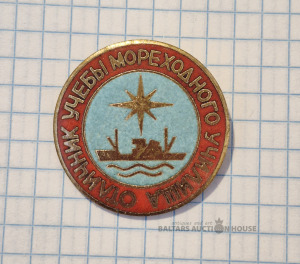 ОТЛИЧНИК УЧЕБЫ МОРЕХОДНОГО УЧИЛИЩА
BALTARS AUCTION HOUSE